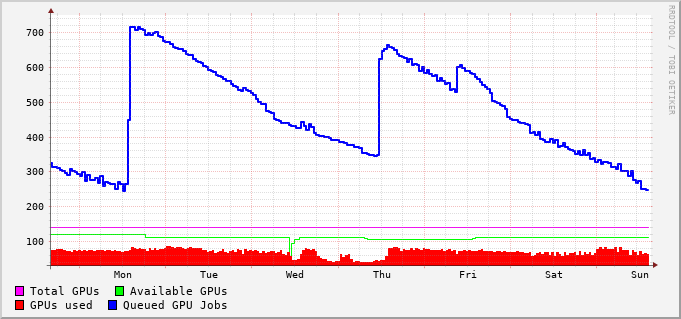 700
600
500
400
300
200
100
Mon Tue Wed Thu Fri Sat Sun
Total GPUs Available GPUs
GPUs used Queued GPU Jobs
RRDTOOL / TOBI OETIKER